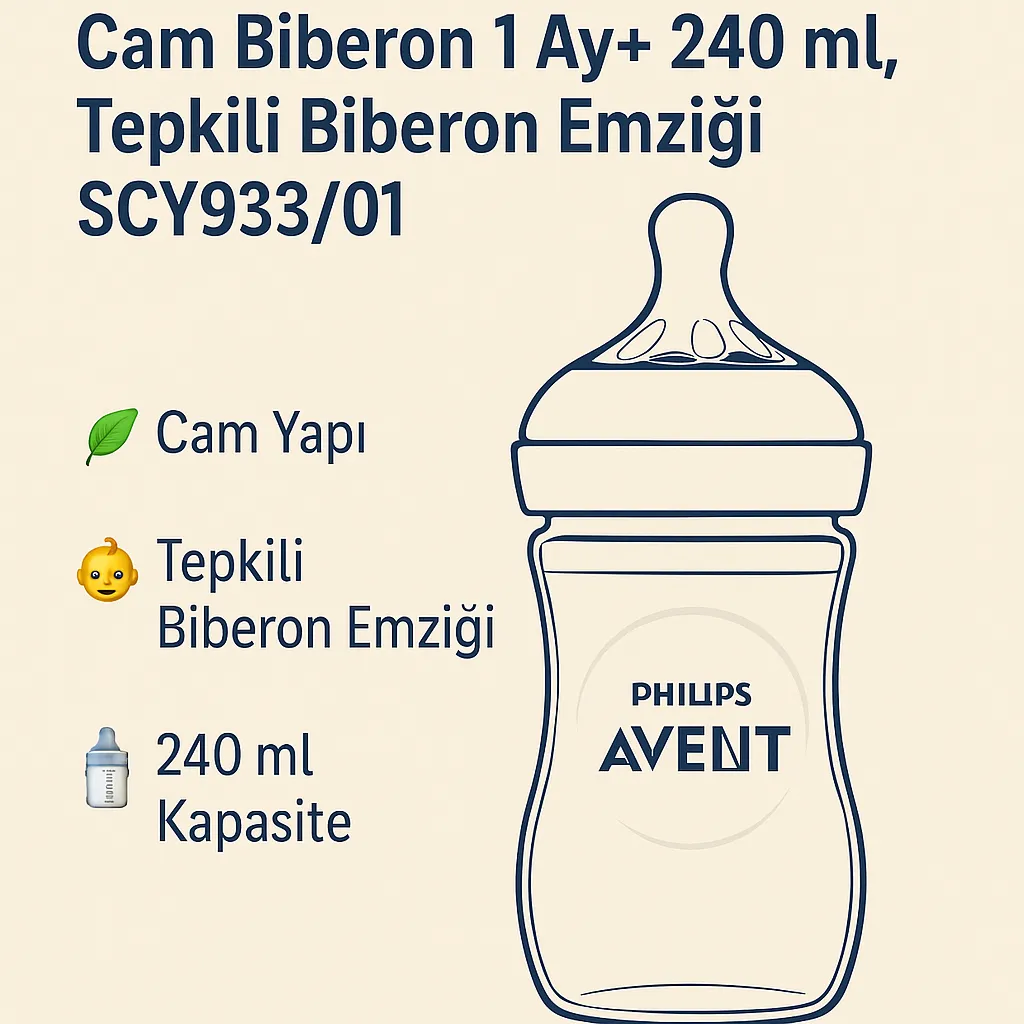 Cam Biberon 1 Ay+ 240 ml,
Tepkili Biberon Emziği
SCY933/01
Cam Yapı
Tepkili
Biberon Emziği
240 ml
Kapasite
PHILIPS
AVENT